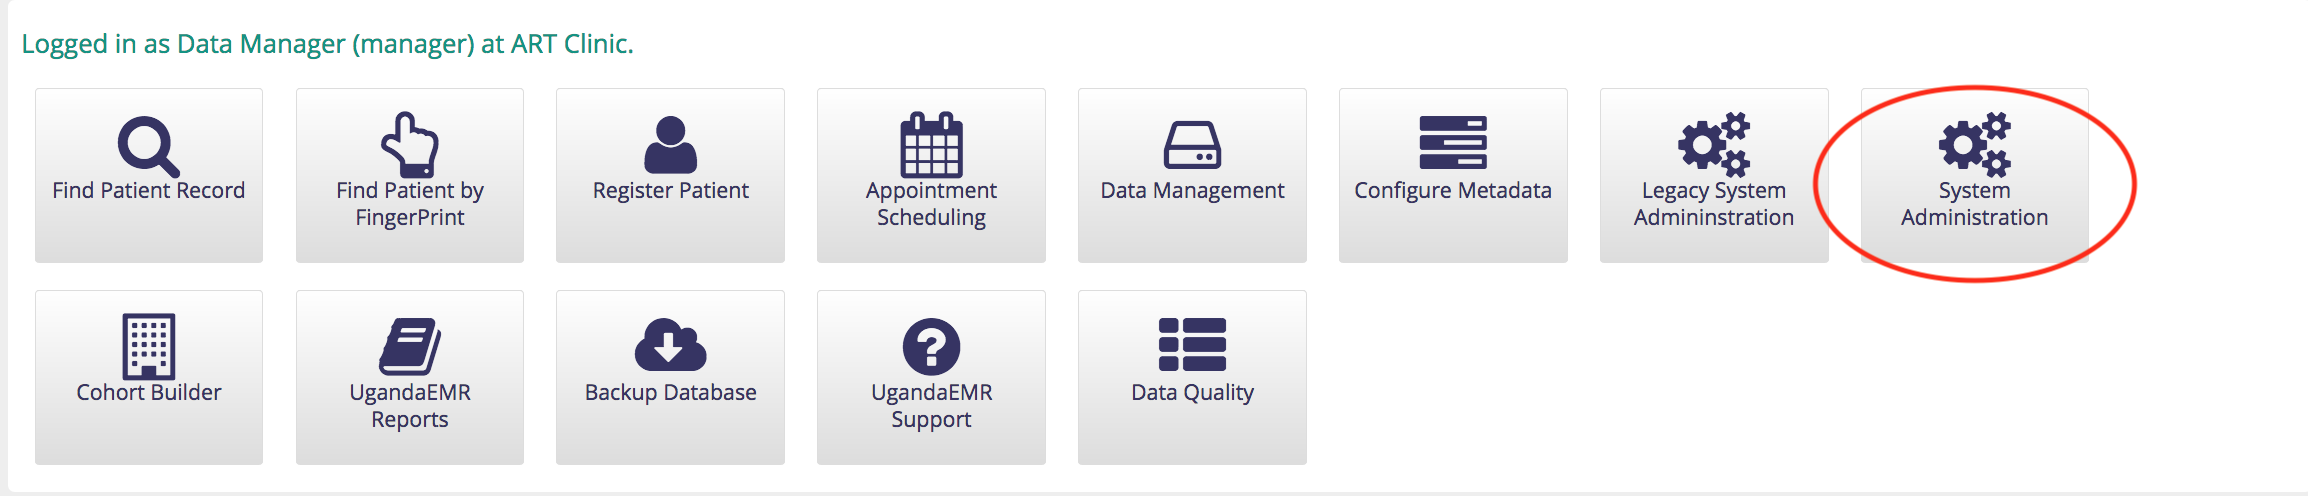 Logged in as Data Manager (manager) at ART Clinic.
Find Patient Record
Find Patient by
FingerPrint
Register Patient
Appointment
Scheduling
Data Management
Configure Metadata
Legacy System
Admininstration
System
Administration
Cohort Builder
UgandaEMR
Reports
Backup Database
UgandaEMR
Support
Data Quality